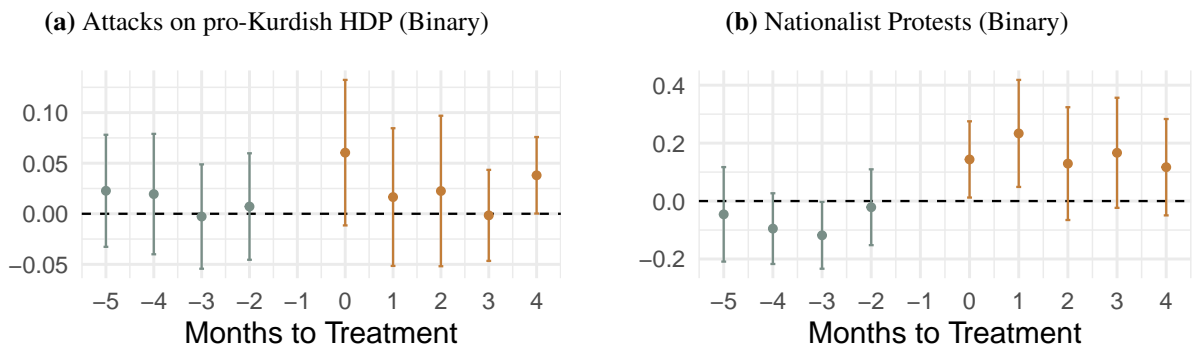 (a) Attacks on pro-Kurdish HDP (Binary)
0.10
0.05
0.00
−0.05
−5 −4 −3 −2 −1 0 1 2 3 4
Months to Treatment
(b) Nationalist Protests (Binary)
0.4
0.2
0.0
−0.2
−5 −4 −3 −2 −1 0 1 2 3 4
Months to Treatment